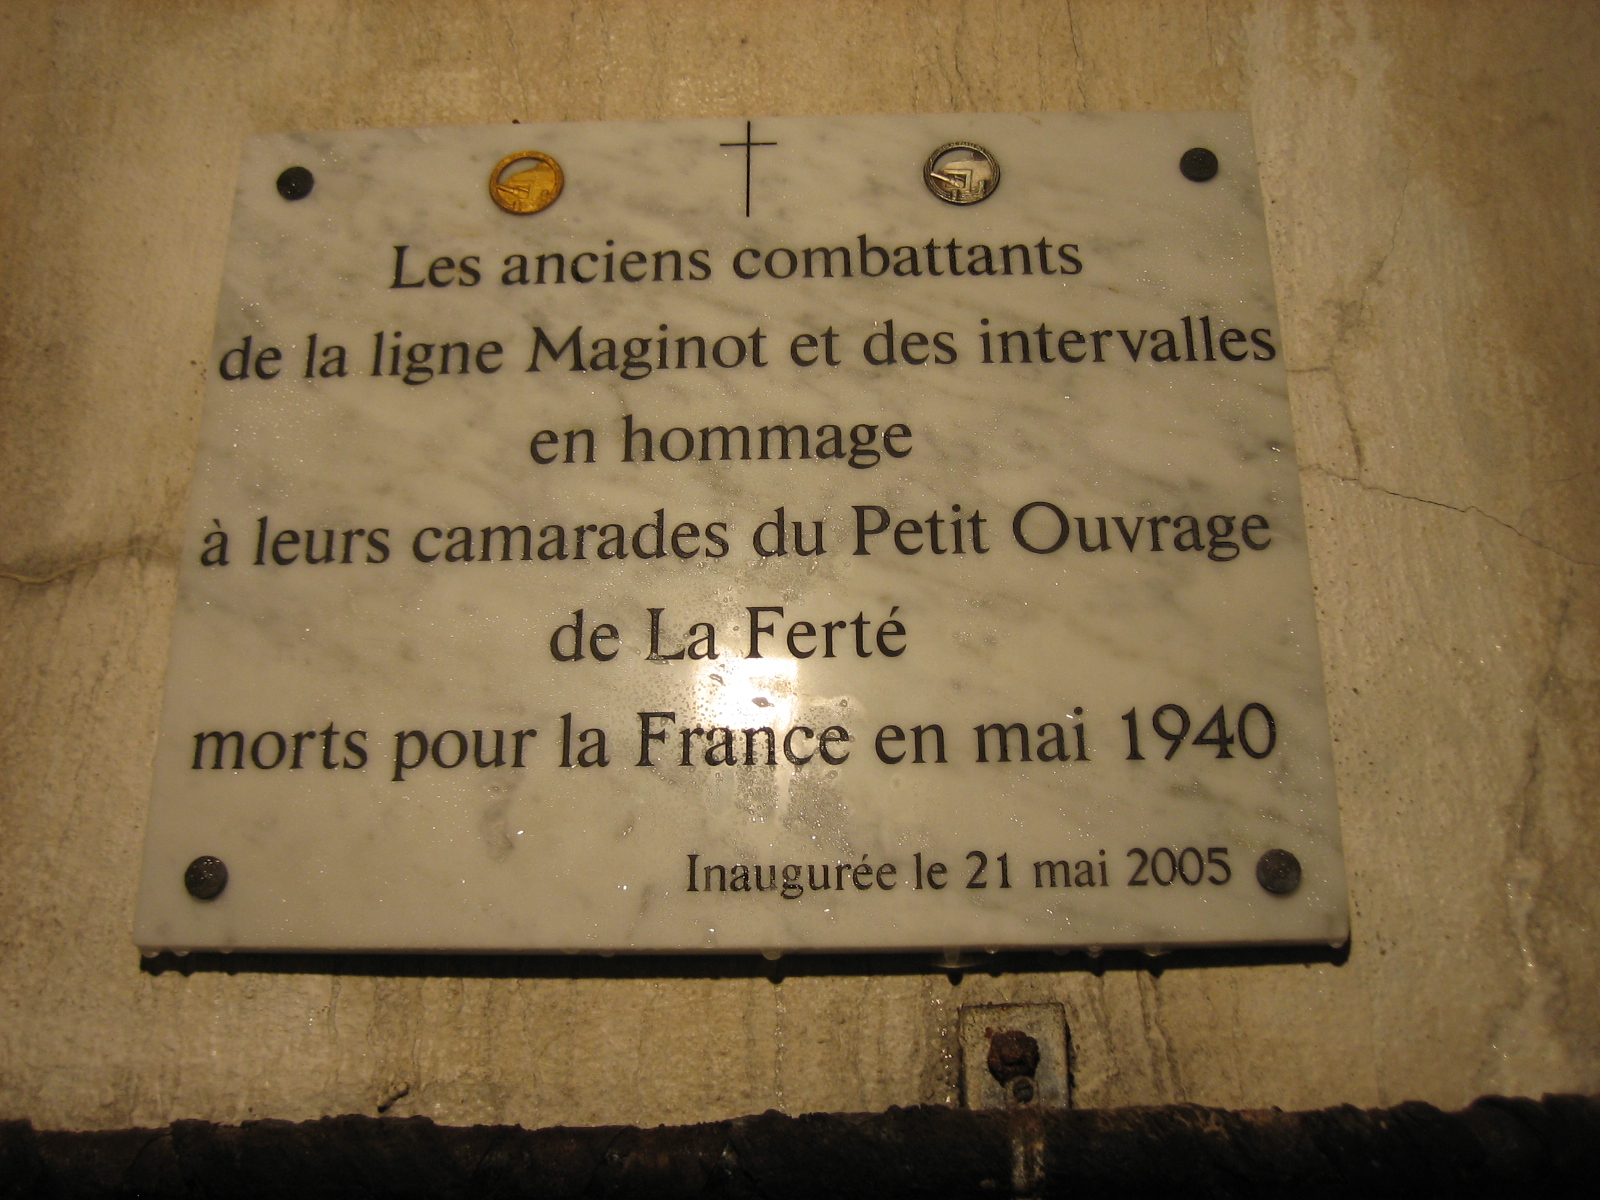 Les anciens combattants
de la ligne Maginot et des intervalles
en hommage
à leurs camarades du Petit Ouvrage
de La Ferté
morts pour la France en mai 1940
Inaugurée le 21 mai 2005